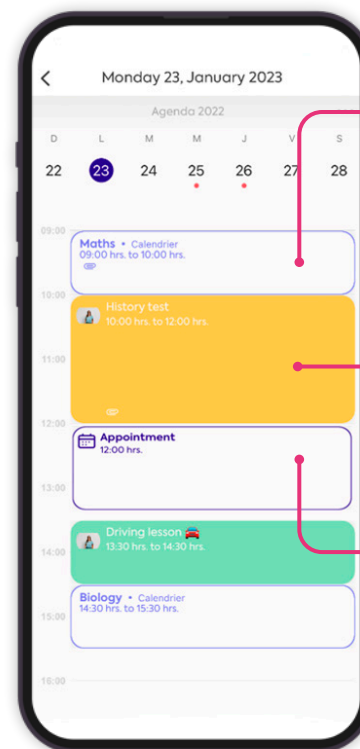 Monday 23, January 2023
Agenda 2022
D L M M J V S
22 23 24 25 26 27 28
09:00
Maths • Calendrier
09:00 hrs. to 10:00 hrs.
10:00
History test
10:00 hrs. to 12:00 hrs.
11:00
12:00
Appointment
12:00 hrs.
13:00
Driving lesson 🚘
13:30 hrs. to 14:30 hrs.
14:00
Biology • Calendrier
14:30 hrs. to 15:30 hrs.
15:00
16:00